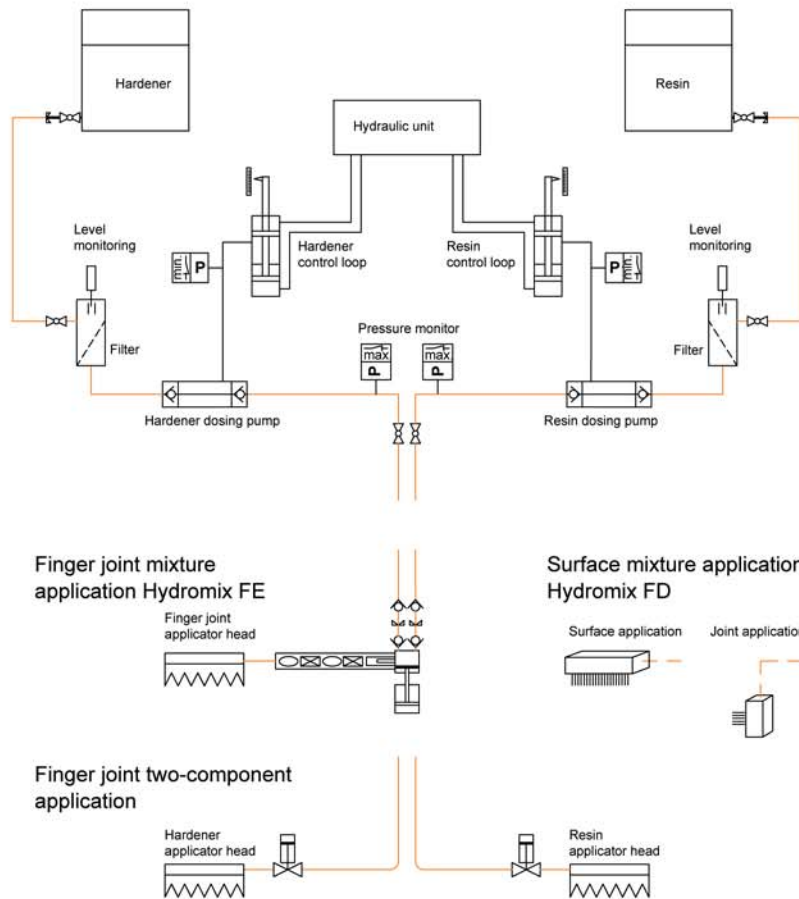 Hardener
Resin
Hydraulic unit
Level
monitoring
Hardener
control loop
Resin
control loop
Level
monitoring
min.
P
P
min.
Filter
Pressure monitor
Filter
max
P
max
P
Hardener dosing pump
Resin dosing pump
Finger joint mixture
application Hydromix FE
Surface mixture application
Hydromix FD
Finger joint
applicator head
Surface application
Joint application
Finger joint two-component
application
Hardener
applicator head
Resin
applicator head